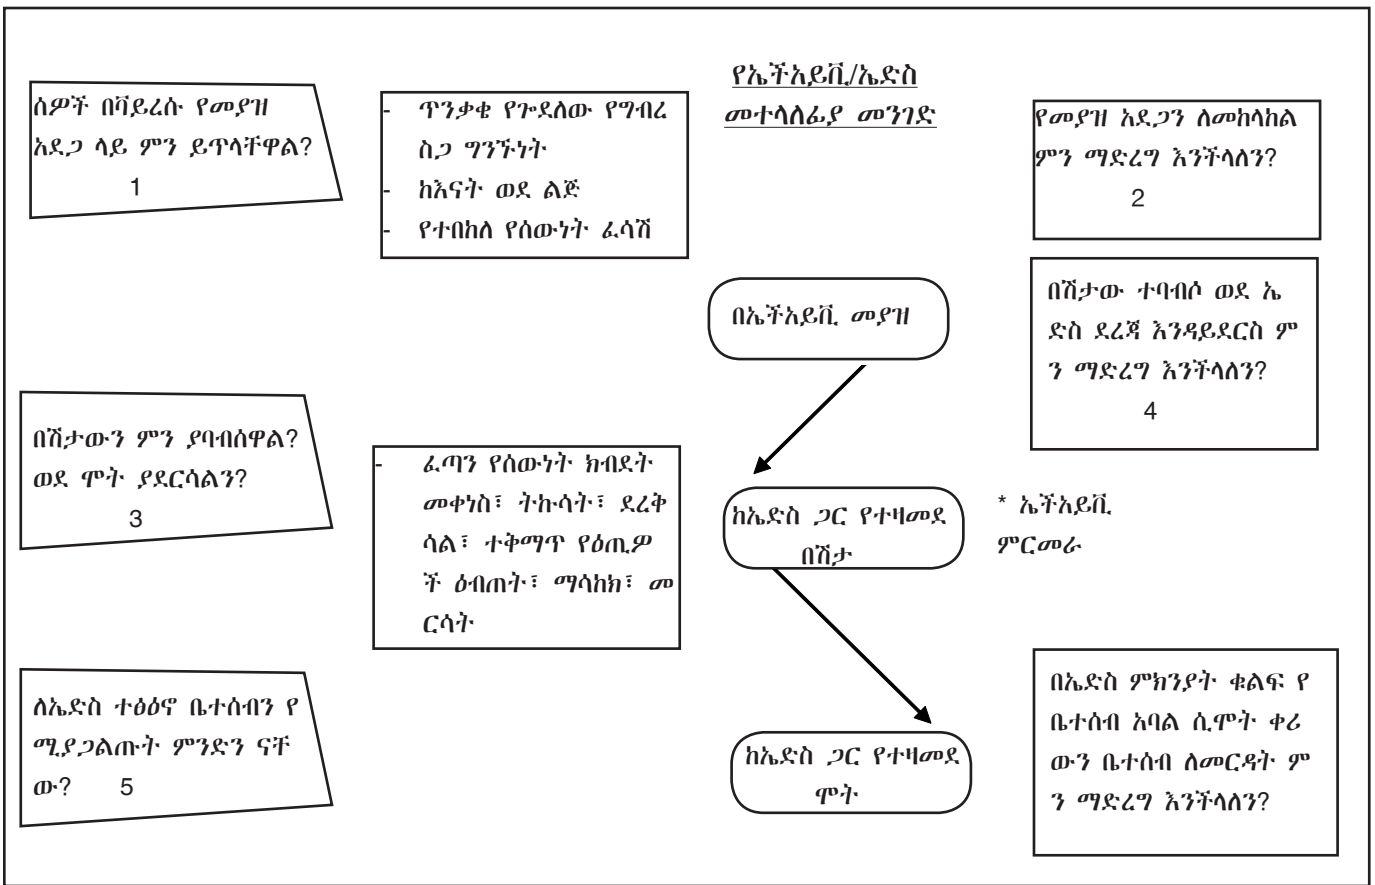 የኤችአይቪ/ኤድስ
መተላለፊያ መንገድ
ሰዎች በቫይረሱ የመያዝ
አደጋ ላይ ምን ይጥላቸዋል?
1
- ጥንቃቄ የጐደለው የግብረ
ስጋ ግንኙነት
- ከእናት ወደ ልጅ
- የተበከለ የሰውነት ፈሳሽ
የመያዝ አደጋን ለመከላከል
ምን ማድረግ እንችላለን?
2
በኤችአይቪ መያዝ
በሽታው ተባብሶ ወደ ኤ
ድስ ደረጃ እንዳይደርስ ም
ን ማድረግ እንችላለን?
4
በሽታውን ምን ያባብሰዋል?
ወደ ሞት ያደርሳልን?
3
- ፈጣን የሰውነት ክብደት
መቀነስ፣ ትኩሳት፣ ደረቅ
ሳል፣ ተቅማጥ የዕጢዎ
ች ዕብጠት፣ ማሳከክ፣ መ
ርሳት
ከኤድስ ጋር የተዛመደ
በሽታ
* ኤችአይቪ
ምርመራ
ለኤድስ ተፅዕኖ ቤተሰብን የ
ሚያጋልጡት ምንድን ናቸ
ው? 5
ከኤድስ ጋር የተዛመደ
ሞት
በኤድስ ምክንያት ቁልፍ የ
ቤተሰብ አባል ሲሞት ቀሪ
ውን ቤተሰብ ለመርዳት ም
ን ማድረግ እንችላለን?